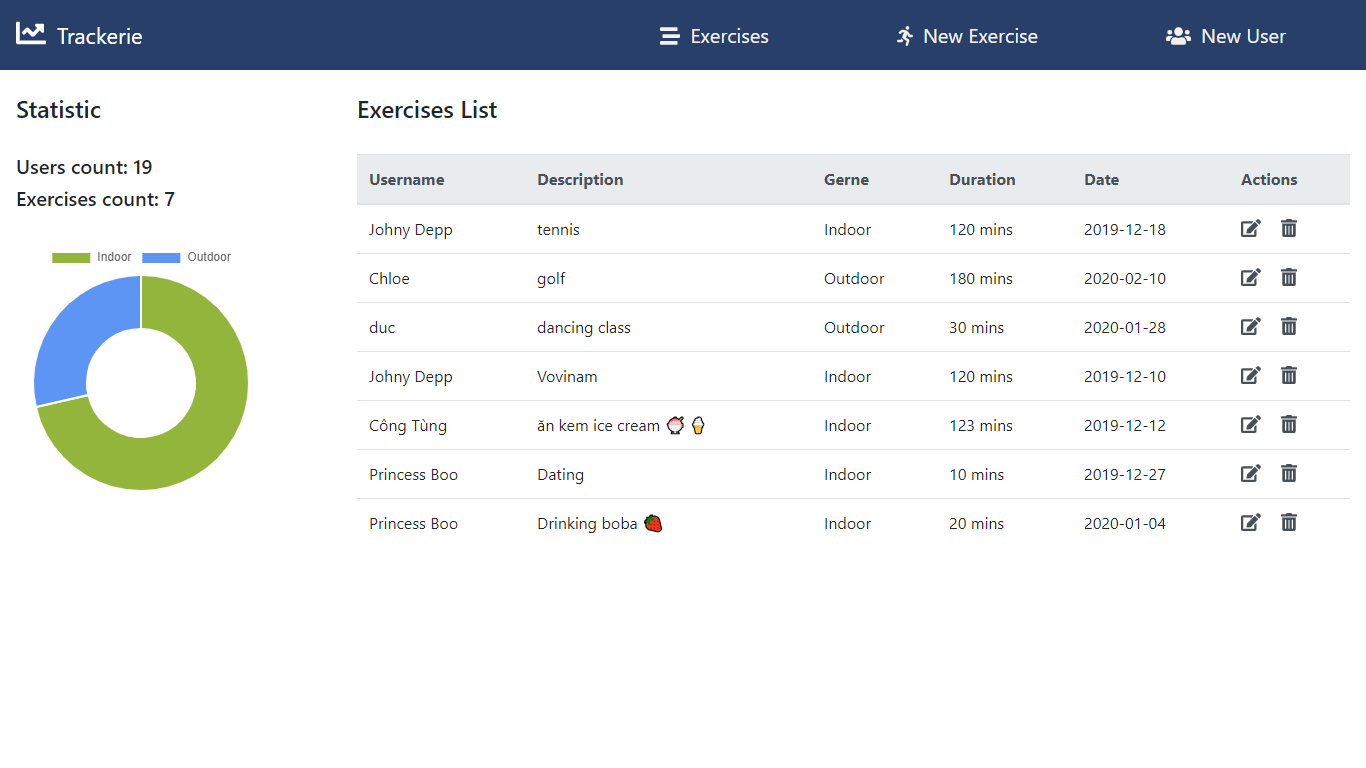 Trackerie Exercises New Exercise New User
Statistic
Users count: 19
Exercises count: 7
Indoor Outdoor
Exercises List
Username Description Gerne Duration Date Actions
Johny Depp tennis Indoor 120 mins 2019-12-18
Chloe golf Outdoor 180 mins 2020-02-10
duc dancing class Outdoor 30 mins 2020-01-28
Johny Depp Vovinam Indoor 120 mins 2019-12-10
Công Tùng ăn kem ice cream 🍧 🍦 Indoor 123 mins 2019-12-12
Princess Boo Dating Indoor 10 mins 2019-12-27
Princess Boo Drinking boba 🍓 Indoor 20 mins 2020-01-04